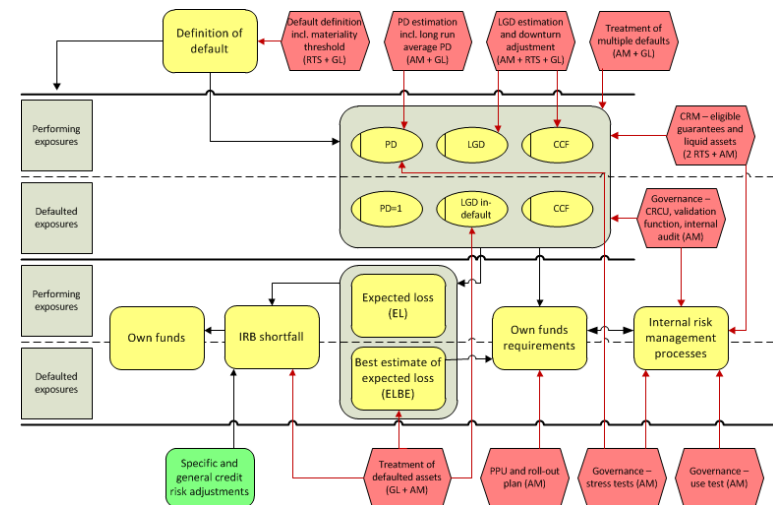 Definition of
default
Default definition
incl. materiality
threshold
(RTS + GL)
PD estimation
incl. long run
average PD
(AM + GL)
LGD estimation
and downturn
adjustment
(AM + RTS + GL)
Treatment of
multiple defaults
(AM + GL)
Performing
exposures
PD
LGD
CCF
CRM – eligible
guarantees and
liquid assets
(2 RTS + AM)
Defaulted
exposures
PD=1
LGD in-
default
CCF
Governance –
CRCU, validation
function, internal
audit (AM)
Performing
exposures
Own funds
IRB shortfall
Expected loss
(EL)
Own funds
requirements
Internal risk
management
processes
Defaulted
exposures
Best estimate of
expected loss
(ELBE)
Specific and
general credit
risk adjustments
Treatment of
defaulted assets
(GL + AM)
PPU and roll-out
plan (AM)
Governance –
stress tests (AM)
Governance –
use test (AM)